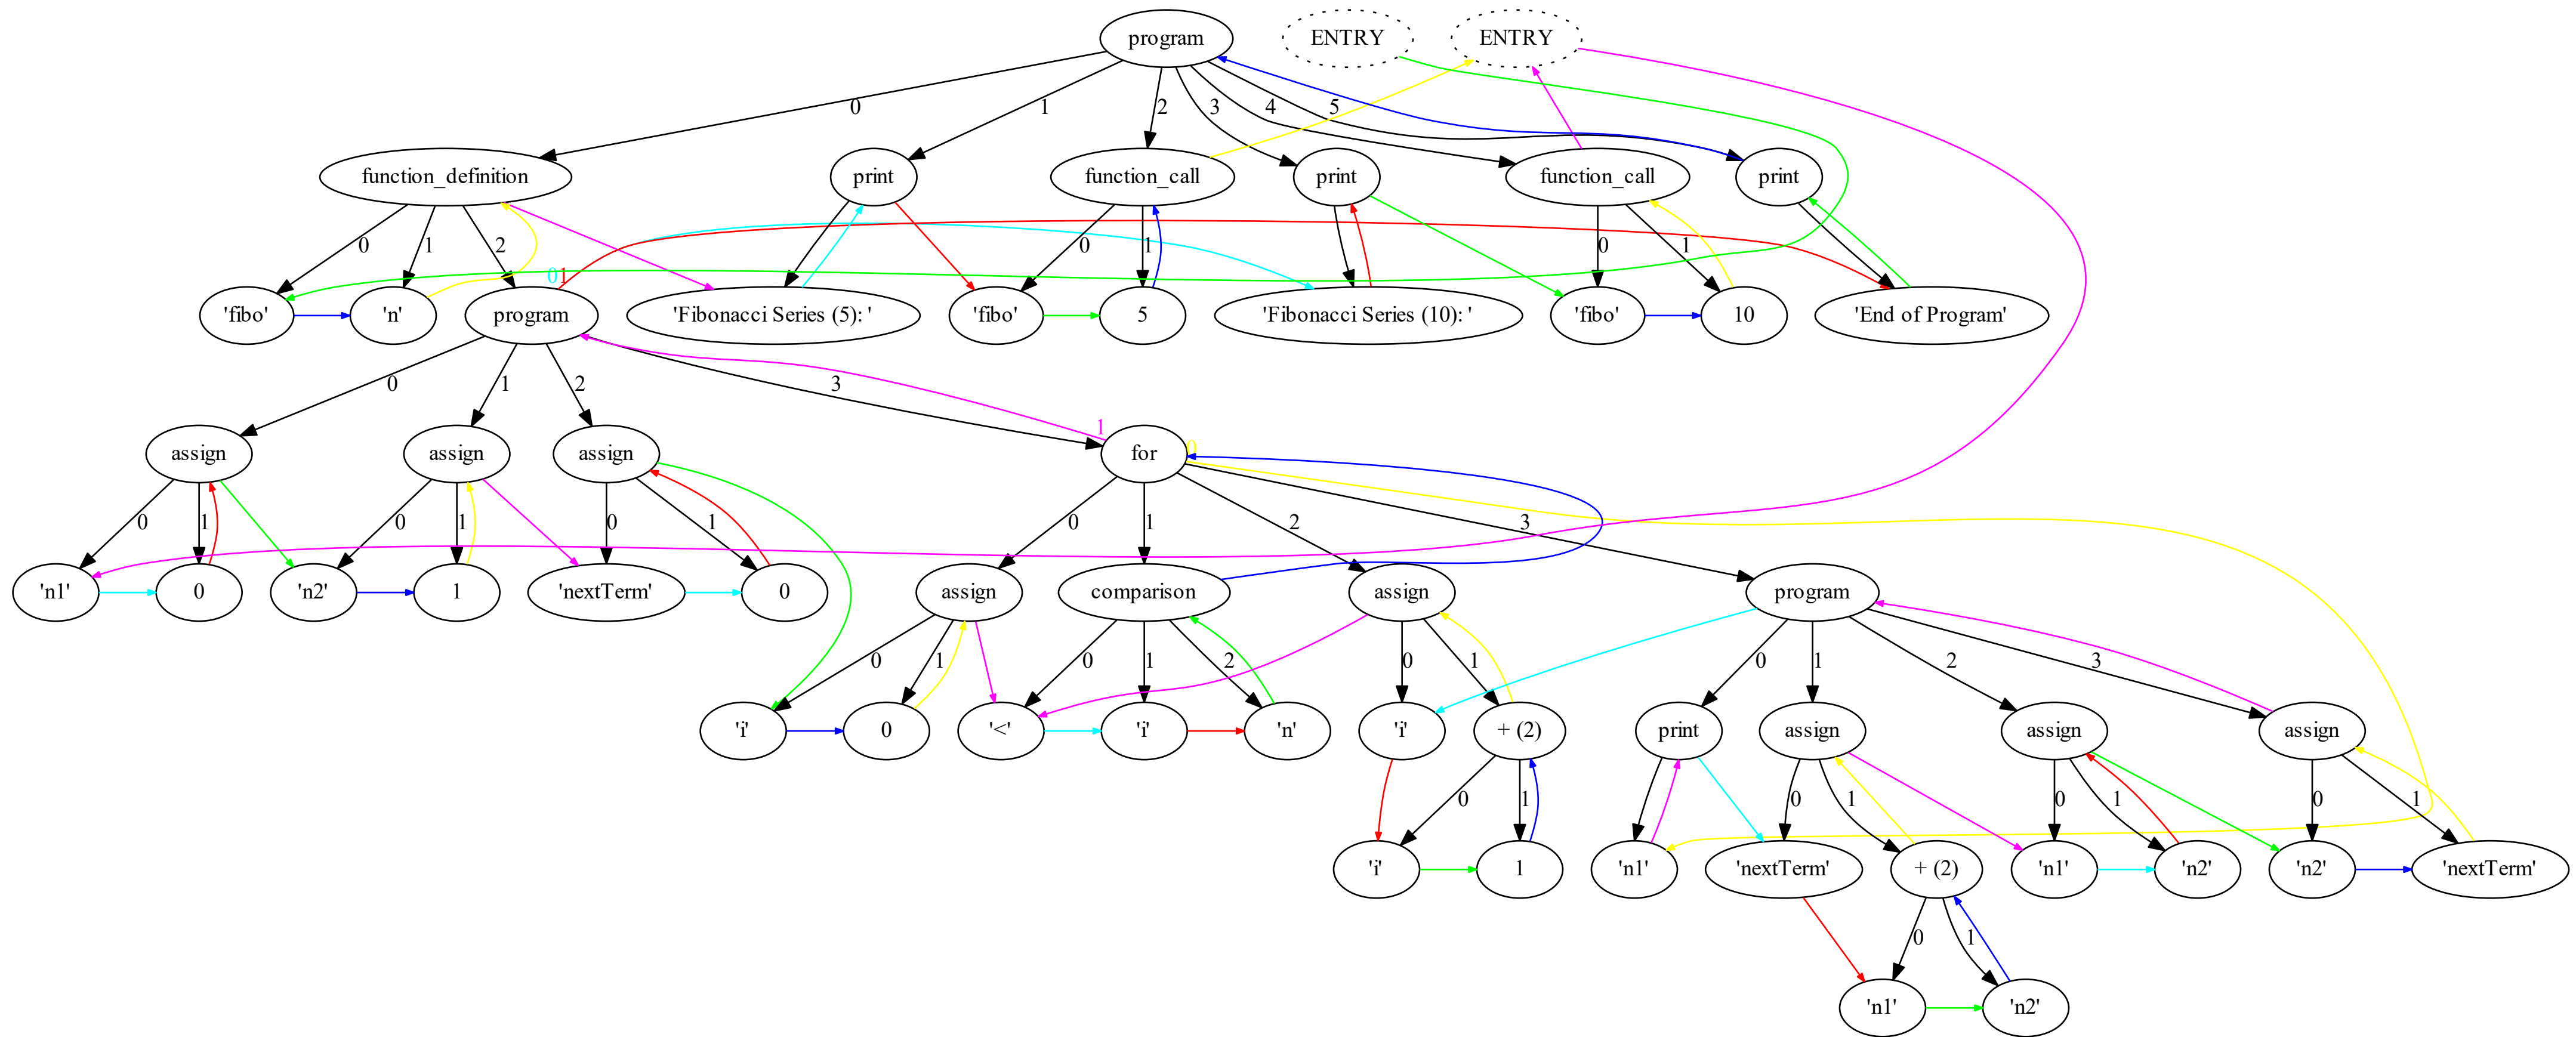 program
ENTRY
ENTRY
0
1
2
3
4
5
function_definition
print
function_call
print
function_call
print
0
1
2
0
1
0
1
0
1
'fibo'
'n'
program
'Fibonacci Series (5): '
'fibo'
5
'Fibonacci Series (10): '
'fibo'
10
'End of Program'
0
1
2
3
1
assign
assign
assign
for
0
0
1
0
1
0
1
0
1
2
3
'n1'
0
'n2'
1
'nextTerm'
0
assign
comparison
assign
program
0
1
0
1
2
0
1
0
1
2
3
'i'
0
'<'
'i'
'n'
'i'
+ (2)
print
assign
assign
assign
0
1
0
1
0
1
0
1
'i'
1
'n1'
'nextTerm'
+ (2)
'n1'
'n2'
'n2'
'nextTerm'
0
1
'n1'
'n2'